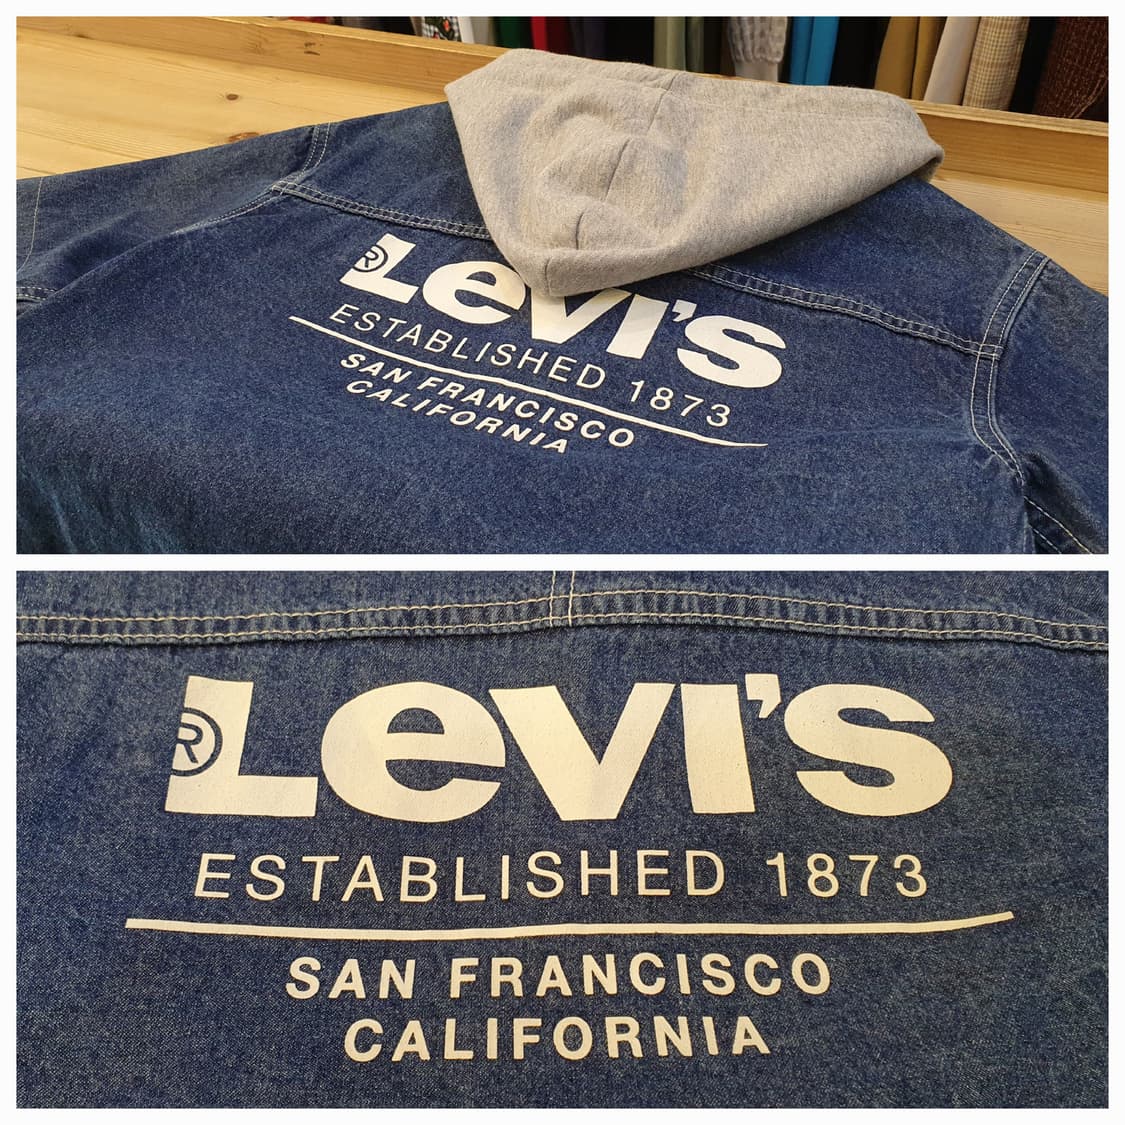 ® LEVI'S
ESTABLISHED 1873
SAN FRANCISCO
CALIFORNIA
® LeVI'S
ESTABLISHED 1873
SAN FRANCISCO
CALIFORNIA